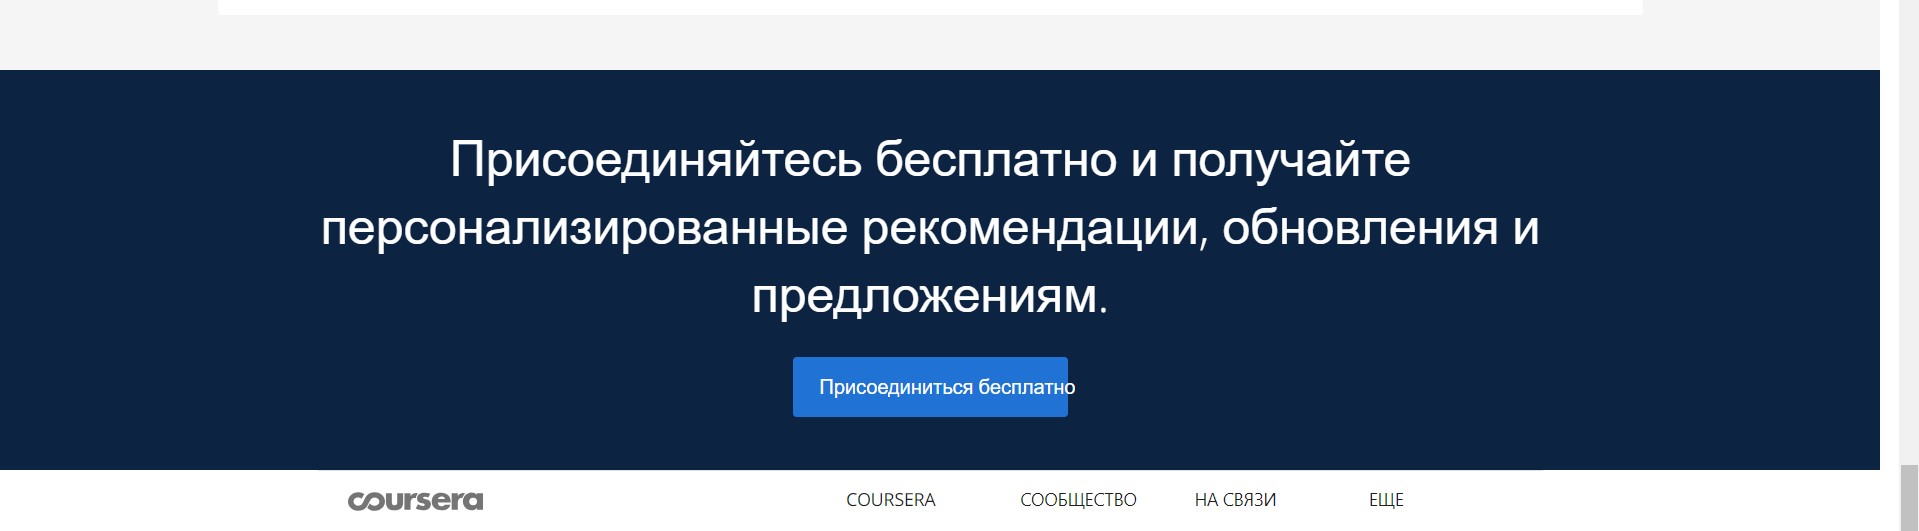 Присоединяйтесь бесплатно и получайте
персонализированные рекомендации, обновления и
предложениям.
Присоединиться бесплатно
coursera COURSERA СООБЩЕСТВО НА СВЯЗИ ЕЩЕ